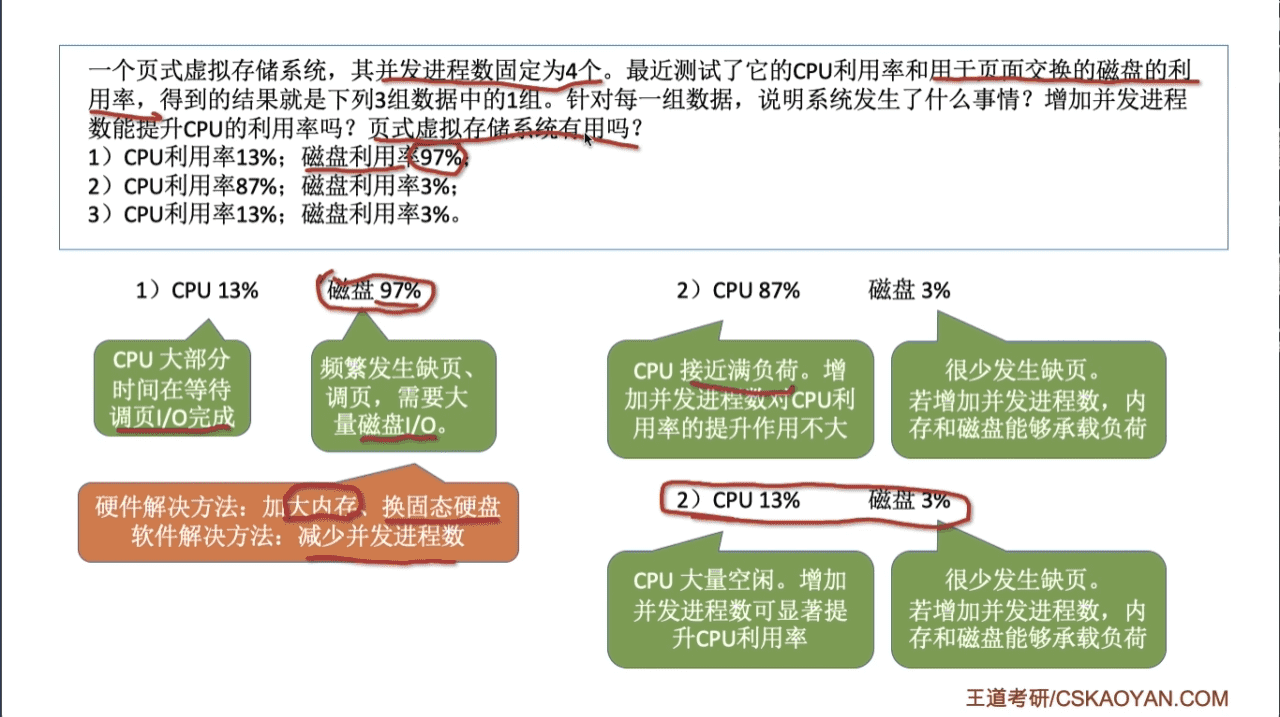 一个页式虚拟存储系统，其并发进程数固定为4个。最近测试了它的CPU利用率和用于页面交换的磁盘的利
用率，得到的结果就是下列3组数据中的1组。针对每一组数据，说明系统发生了什么事情？增加并发进程
数能提升CPU的利用率吗？页式虚拟存储系统有用吗？
1）CPU利用率13%；磁盘利用率97%；
2）CPU利用率87%；磁盘利用率3%；
3）CPU利用率13%；磁盘利用率3%。
1）CPU 13%
磁盘 97%
CPU 大部分
时间在等待
调页I/O完成
频繁发生缺页、
调页，需要大
量磁盘I/O。
硬件解决方法：加大内存、换固态硬盘
软件解决方法：减少并发进程数
2）CPU 87%
磁盘 3%
CPU 接近满负荷。增
加并发进程数对CPU利
用率的提升作用不大
很少发生缺页。
若增加并发进程数，内
存和磁盘能够承载负荷
2）CPU 13%
磁盘 3%
CPU 大量空闲。增加
并发进程数可显著提
升CPU利用率
很少发生缺页。
若增加并发进程数，内
存和磁盘能够承载负荷
王道考研/CSKAOYAN.COM